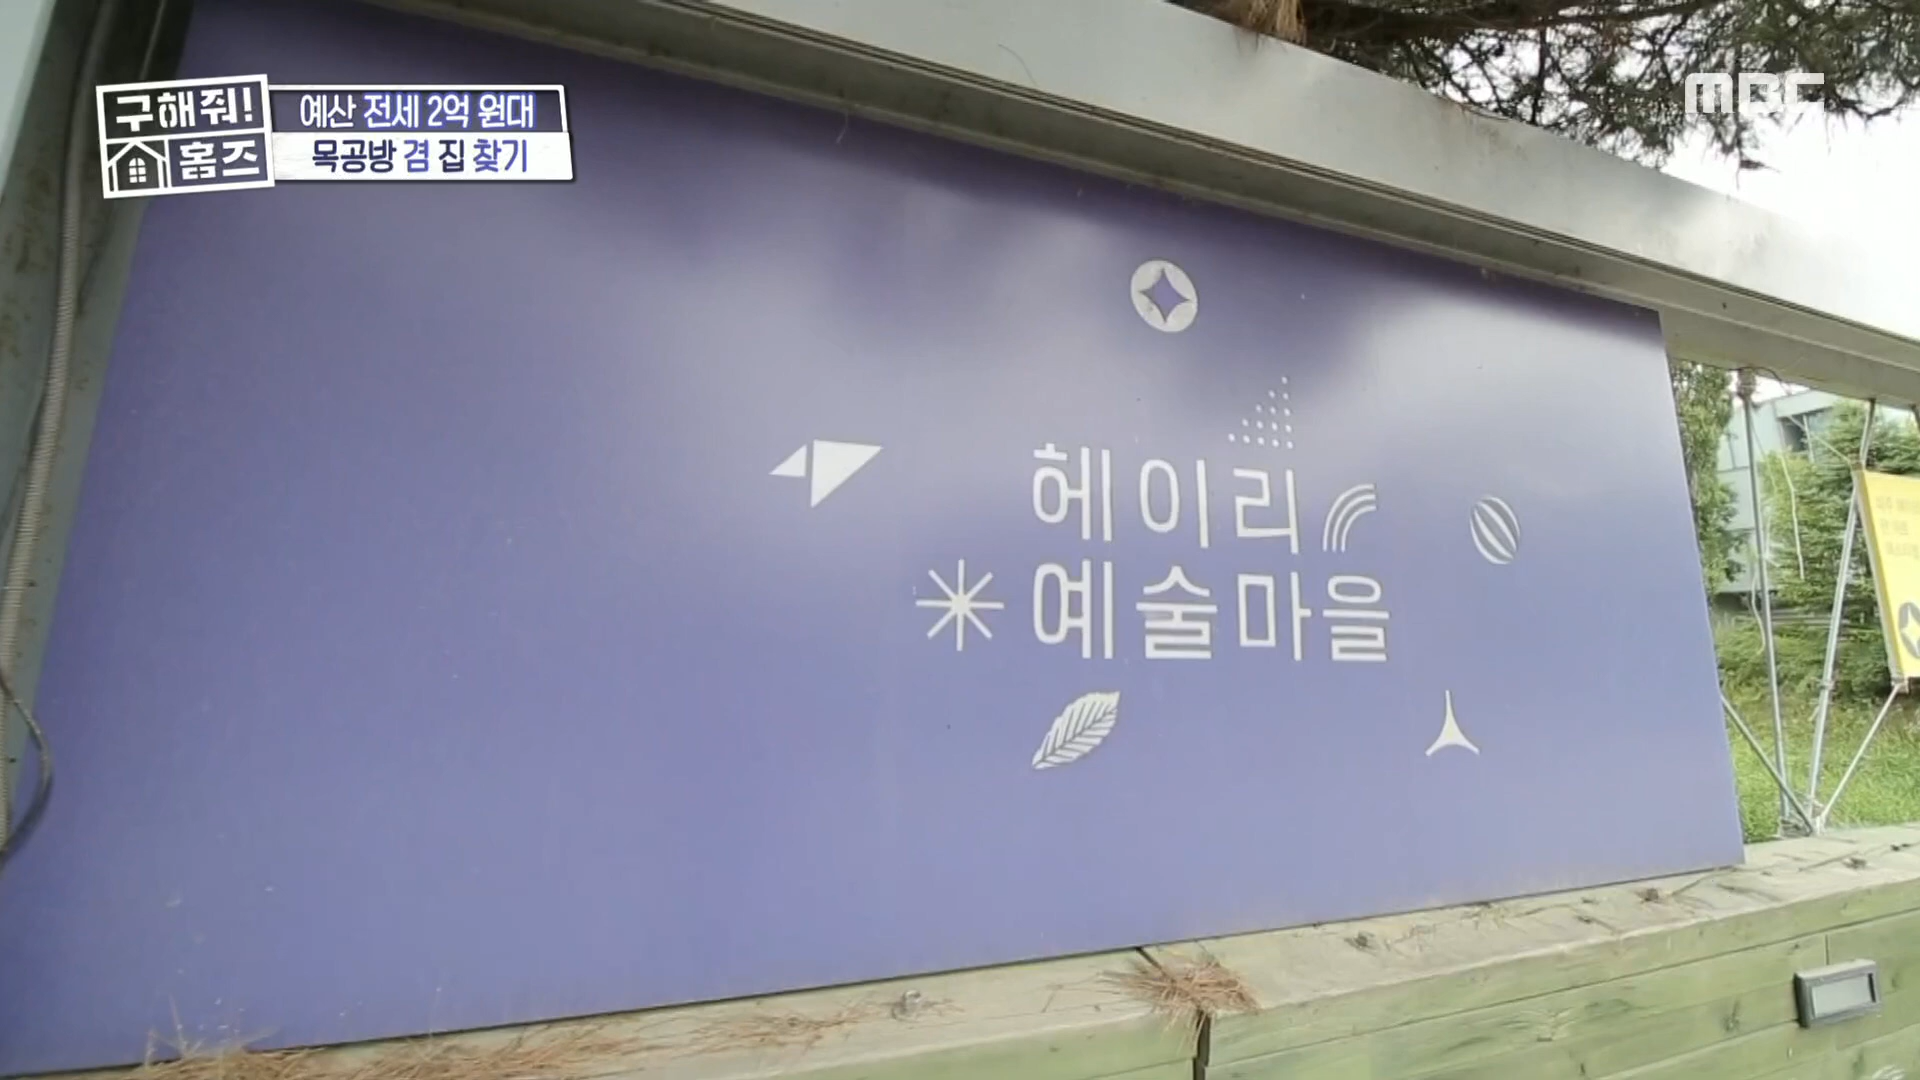 구해줘!
홈즈
예산 전세 2억 원대
목공방 겸 집 찾기
MBC
헤이리
예술마을